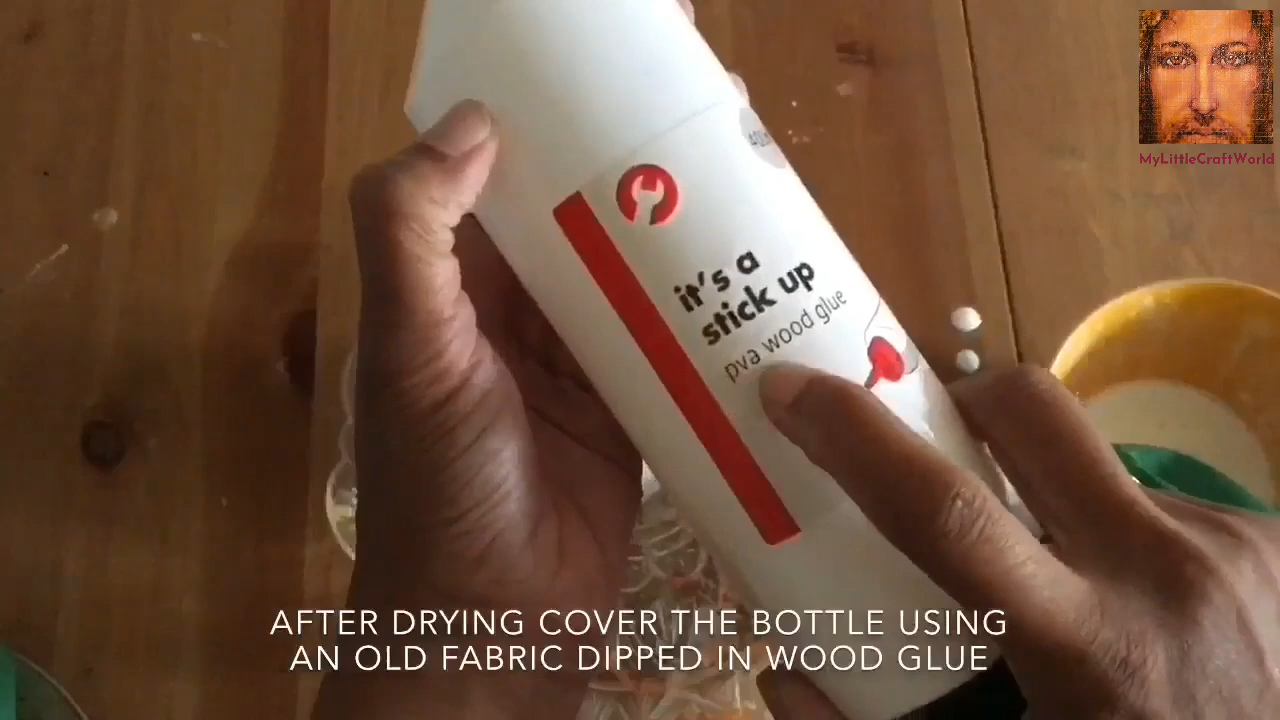 MyLittleCraftWorld
it's a
stick up
pva wood glue
AFTER DRYING COVER THE BOTTLE USING
AN OLD FABRIC DIPPED IN WOOD GLUE